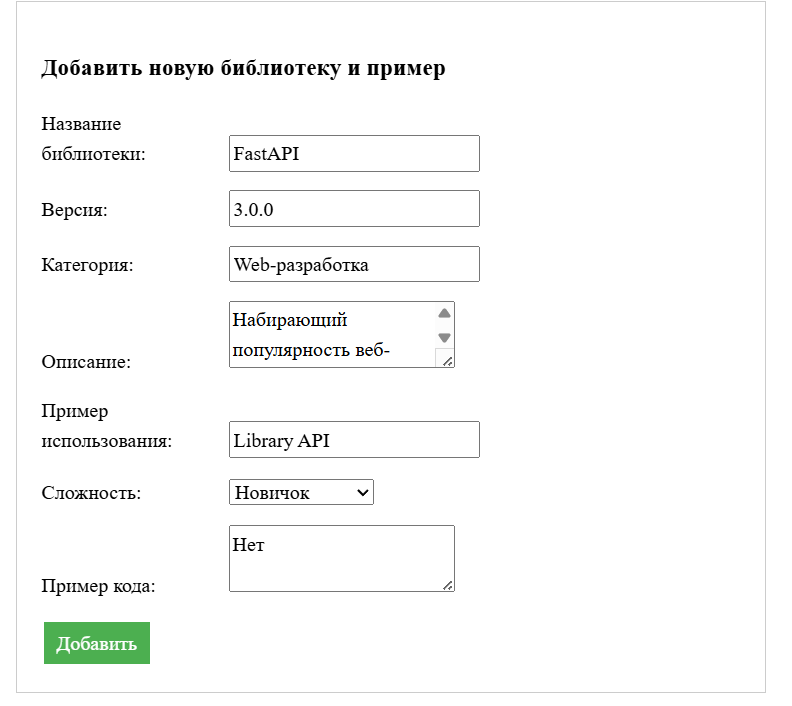 Добавить новую библиотеку и пример
Название
библиотеки:
FastAPI
Версия:
3.0.0
Категория:
Web-разработка
Набирающий
популярность веб-
Описание:
Пример
использования:
Library API
Сложность:
Новичок
Нет
Пример кода:
Добавить